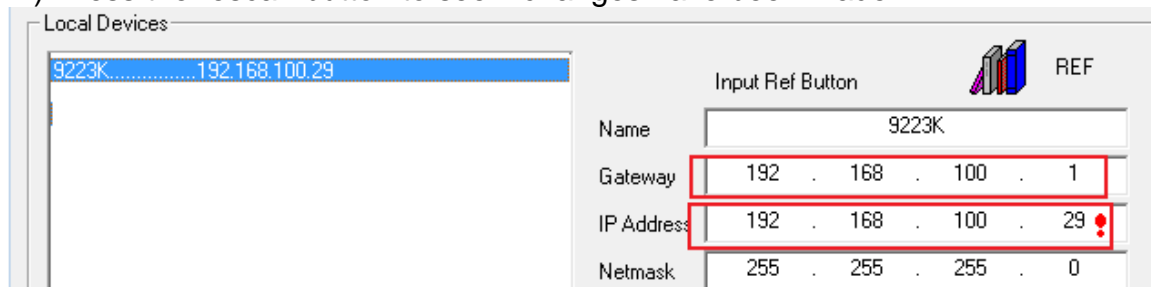 Local Devices
9223K...............192.168.100.29
Input Ref Button
REF
Name 9223K
Gateway 192 . 168 . 100 . 1
IP Address 192 . 168 . 100 . 29
Netmask 255 . 255 . 255 . 0